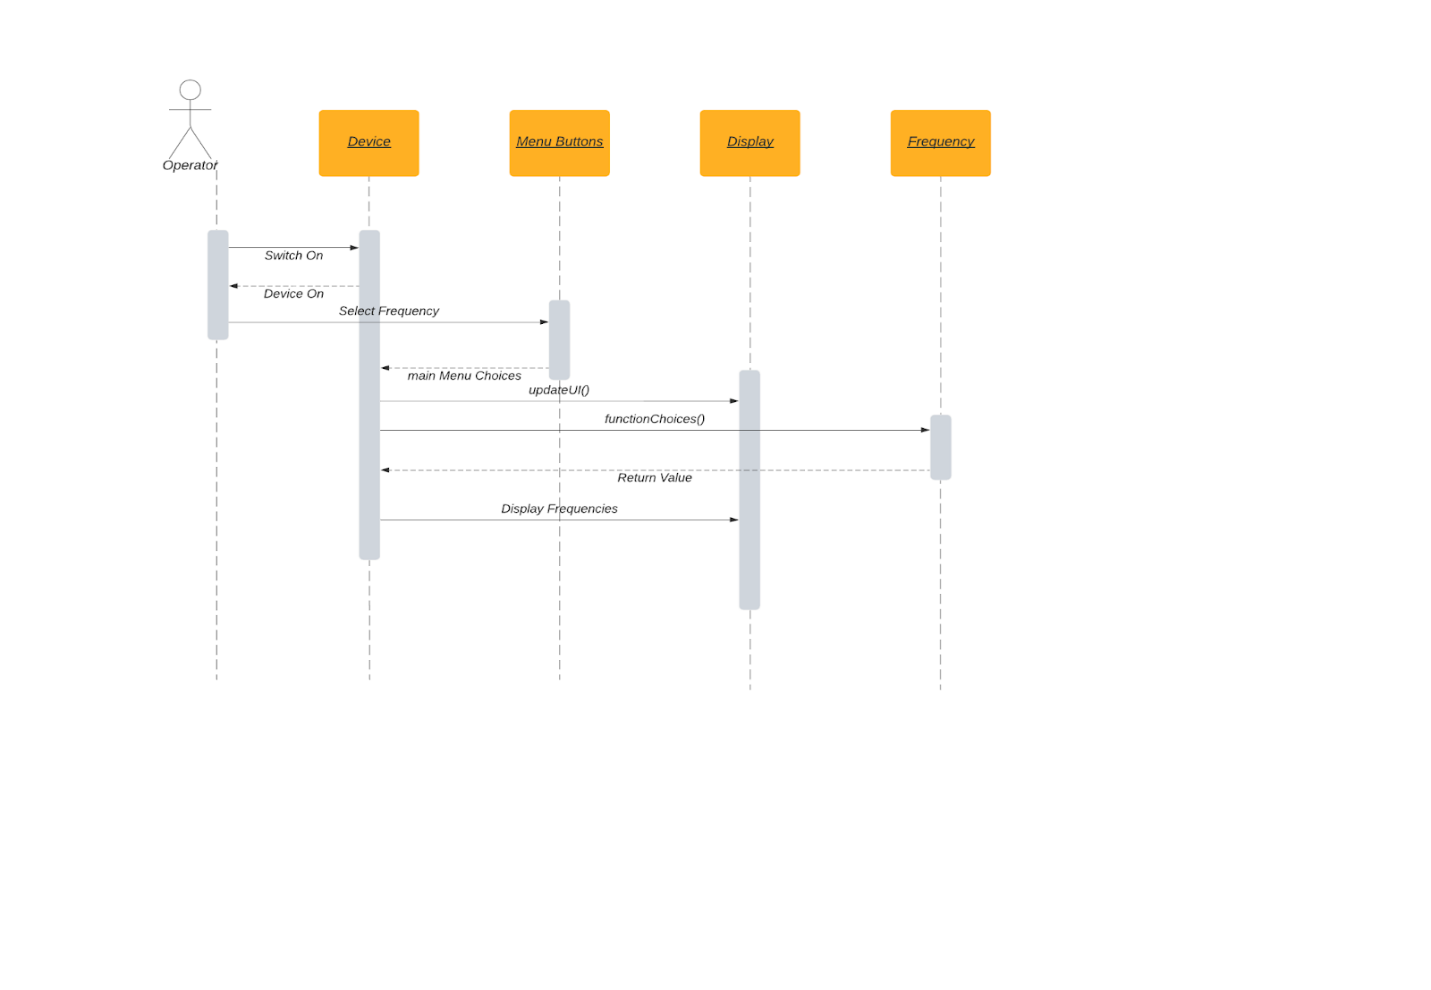 Operator
Device
Menu Buttons
Display
Frequency
Switch On
Device On
Select Frequency
main Menu Choices
updateUI()
functionChoices()
Return Value
Display Frequencies